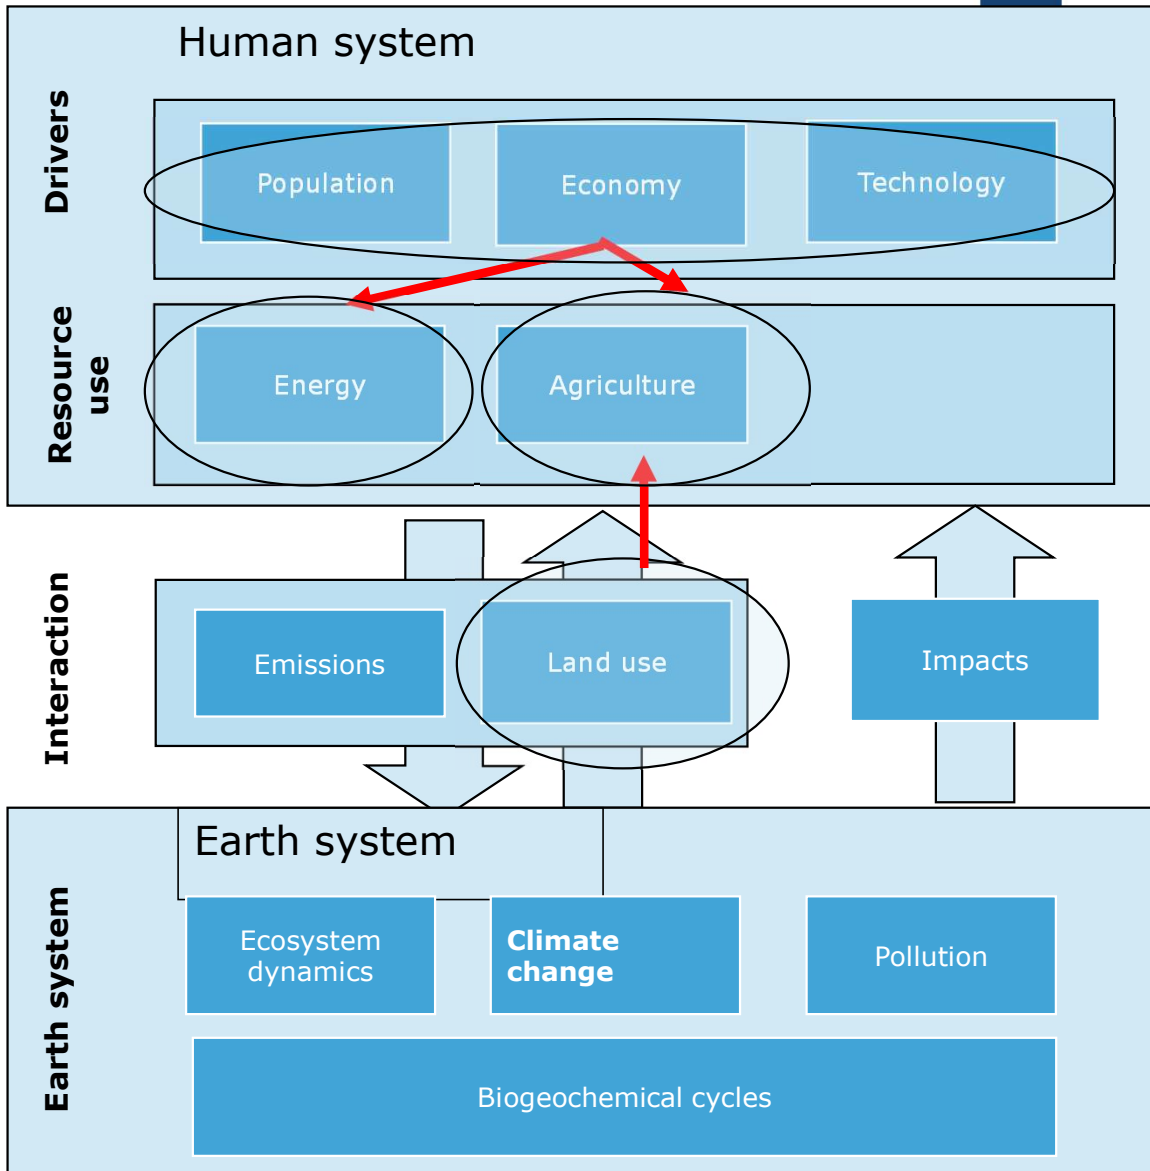 Human system
Drivers
Population
Economy
Technology
Resource
use
Energy
Agriculture
Interaction
Emissions
Land use
Impacts
Earth system
Earth system
Ecosystem
dynamics
Climate
change
Pollution
Biogeochemical cycles